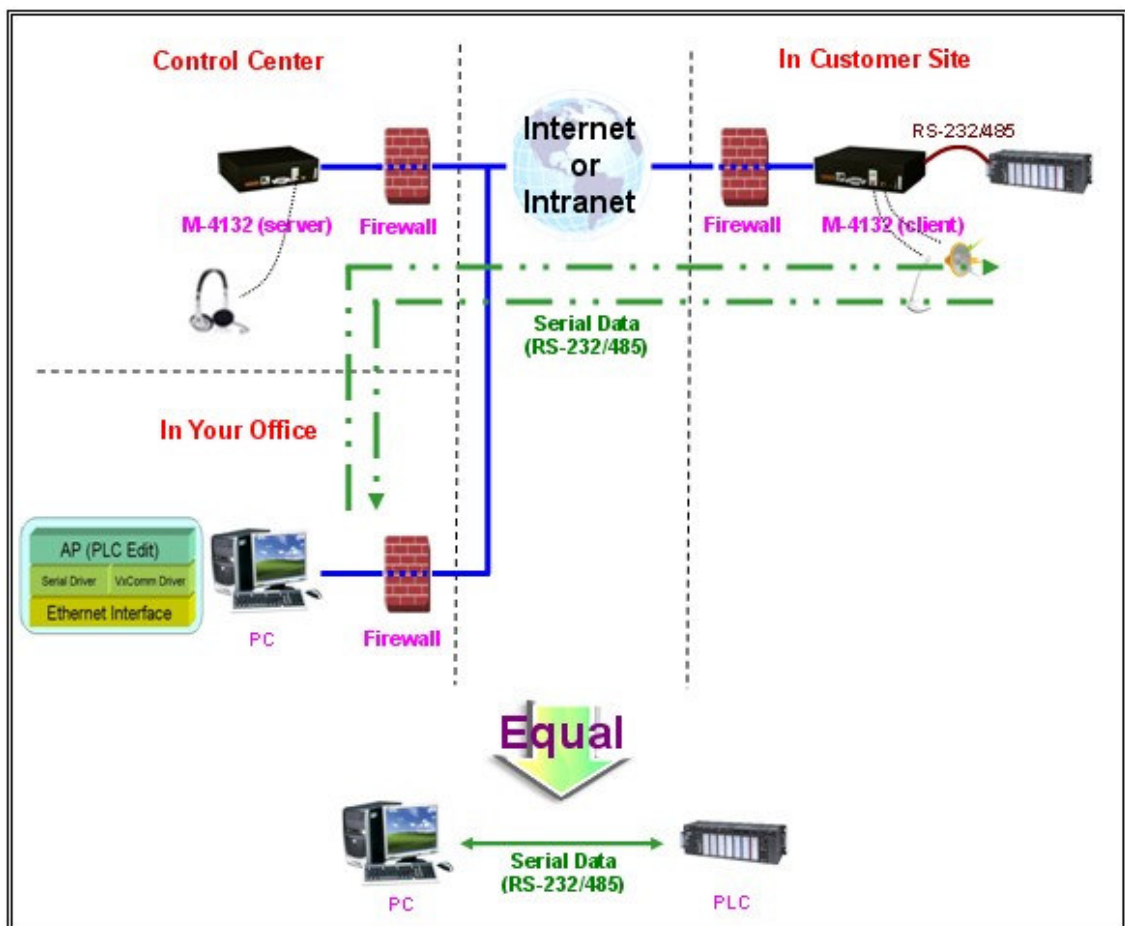 Control Center
In Customer Site
Internet
or
Intranet
RS-232/485
M-4132 (server)
Firewall
Firewall
M-4132 (client)
Serial Data
(RS-232/485)
In Your Office
AP (PLC Edit)
Serial Driver
VxComm Driver
Ethernet Interface
PC
Firewall
Equal
Serial Data
(RS-232/485)
PC
PLC